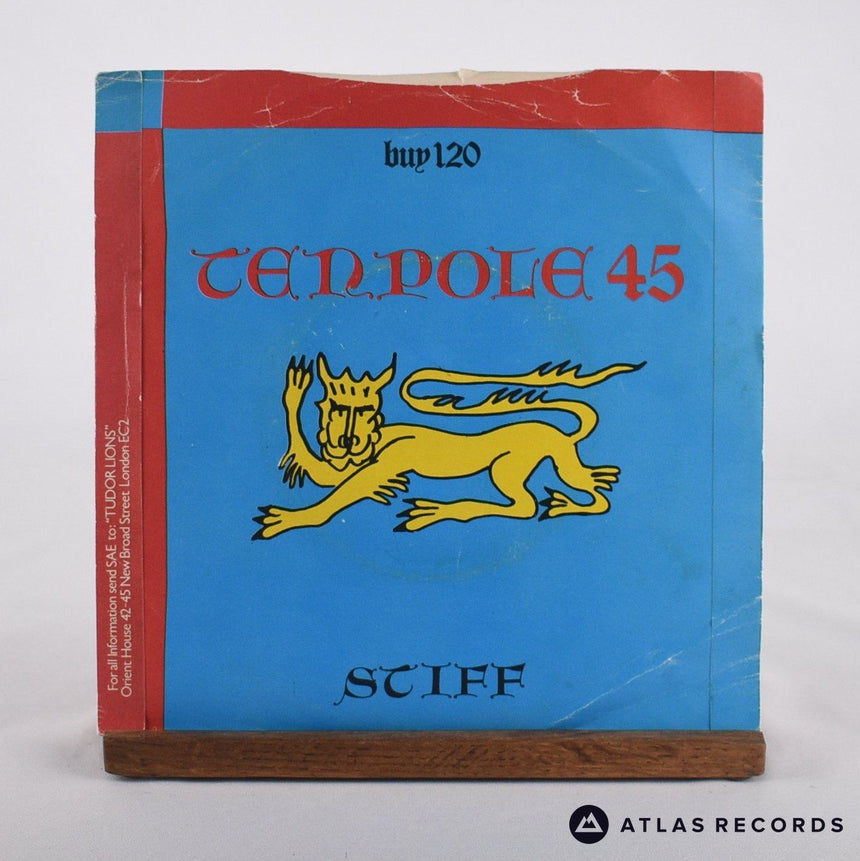 buy 120
TENPOLE 45
STIFF
For all Information send SAE to: "TUDOR LIONS"
Orient House 42-45 New Broad Street London EC2
ATLAS RECORDS